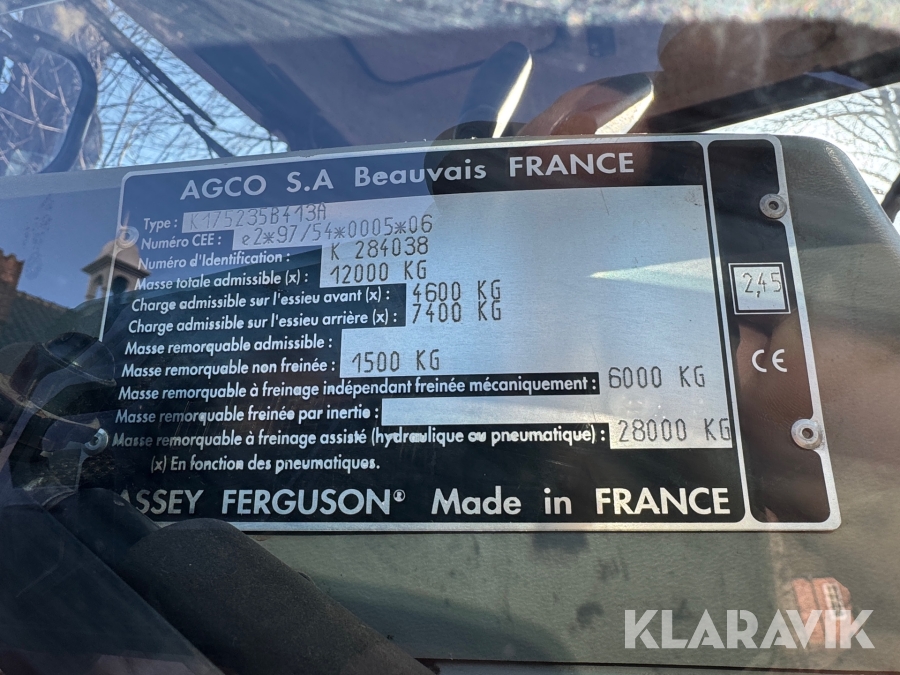 AGCO S.A Beauvais FRANCE
Type : K175235B413A
Numéro CEE : e2*97/54*0005*06
Numéro d'Identification : K 284038
Masse totale admissible (x) : 12000 KG
Charge admissible sur l'essieu avant (x) : 4600 KG
Charge admissible sur l'essieu arrière (x) : 7400 KG
Masse remorquable admissible :
Masse remorquable non freinée : 1500 KG
Masse remorquable à freinage indépendant freinée mécaniquement : 6000 KG
Masse remorquable freinée par inertie :
Masse remorquable à freinage assisté (hydraulique ou pneumatique) : 28000 KG
(x) En fonction des pneumatiques.
ASSEY FERGUSON® Made in FRANCE
2,45
CE
KLARAVIK